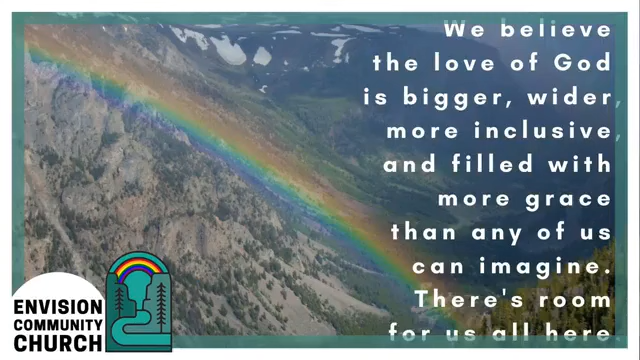 We believe
the love of God
is bigger, wider,
more inclusive,
and filled with
more grace
than any of us
can imagine.
There's room
for us all here.
ENVISION
COMMUNITY
CHURCH